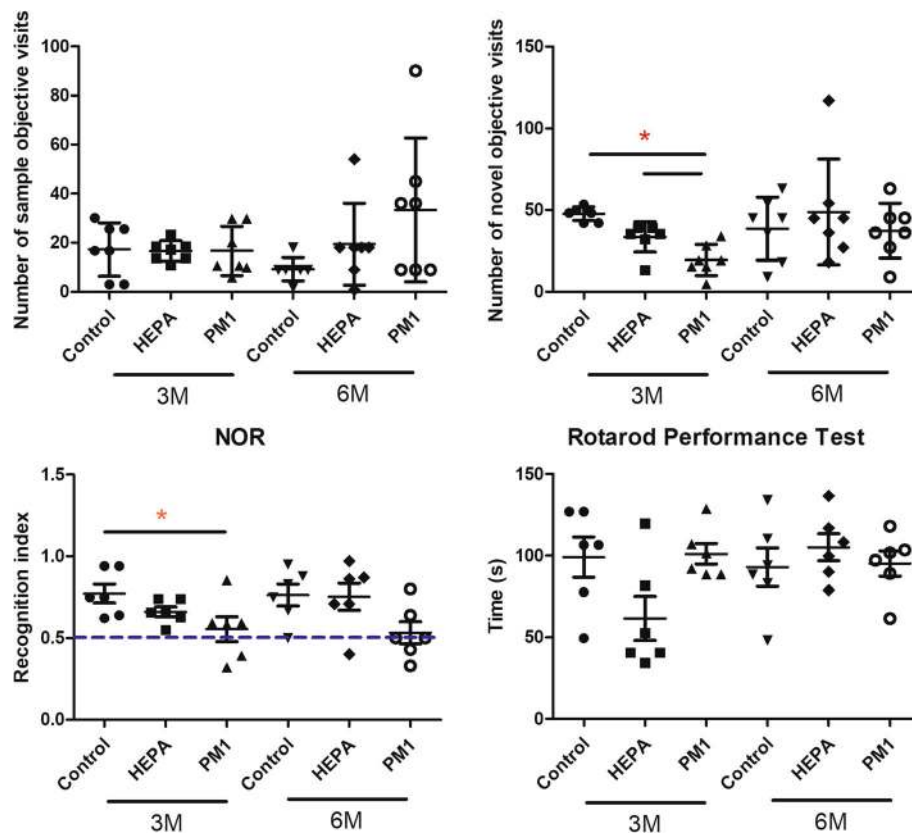 Number of sample objective visits
100
80
60
40
20
0
Control
HEPA
PM1
Control
HEPA
PM1
3M
6M
Number of novel objective visits
150
100
50
0
*
Control
HEPA
PM1
Control
HEPA
PM1
3M
6M
NOR
Recognition index
1.5
1.0
0.5
0.0
*
Control
HEPA
PM1
Control
HEPA
PM1
3M
6M
Rotarod Performance Test
Time (s)
150
100
50
0
Control
HEPA
PM1
Control
HEPA
PM1
3M
6M